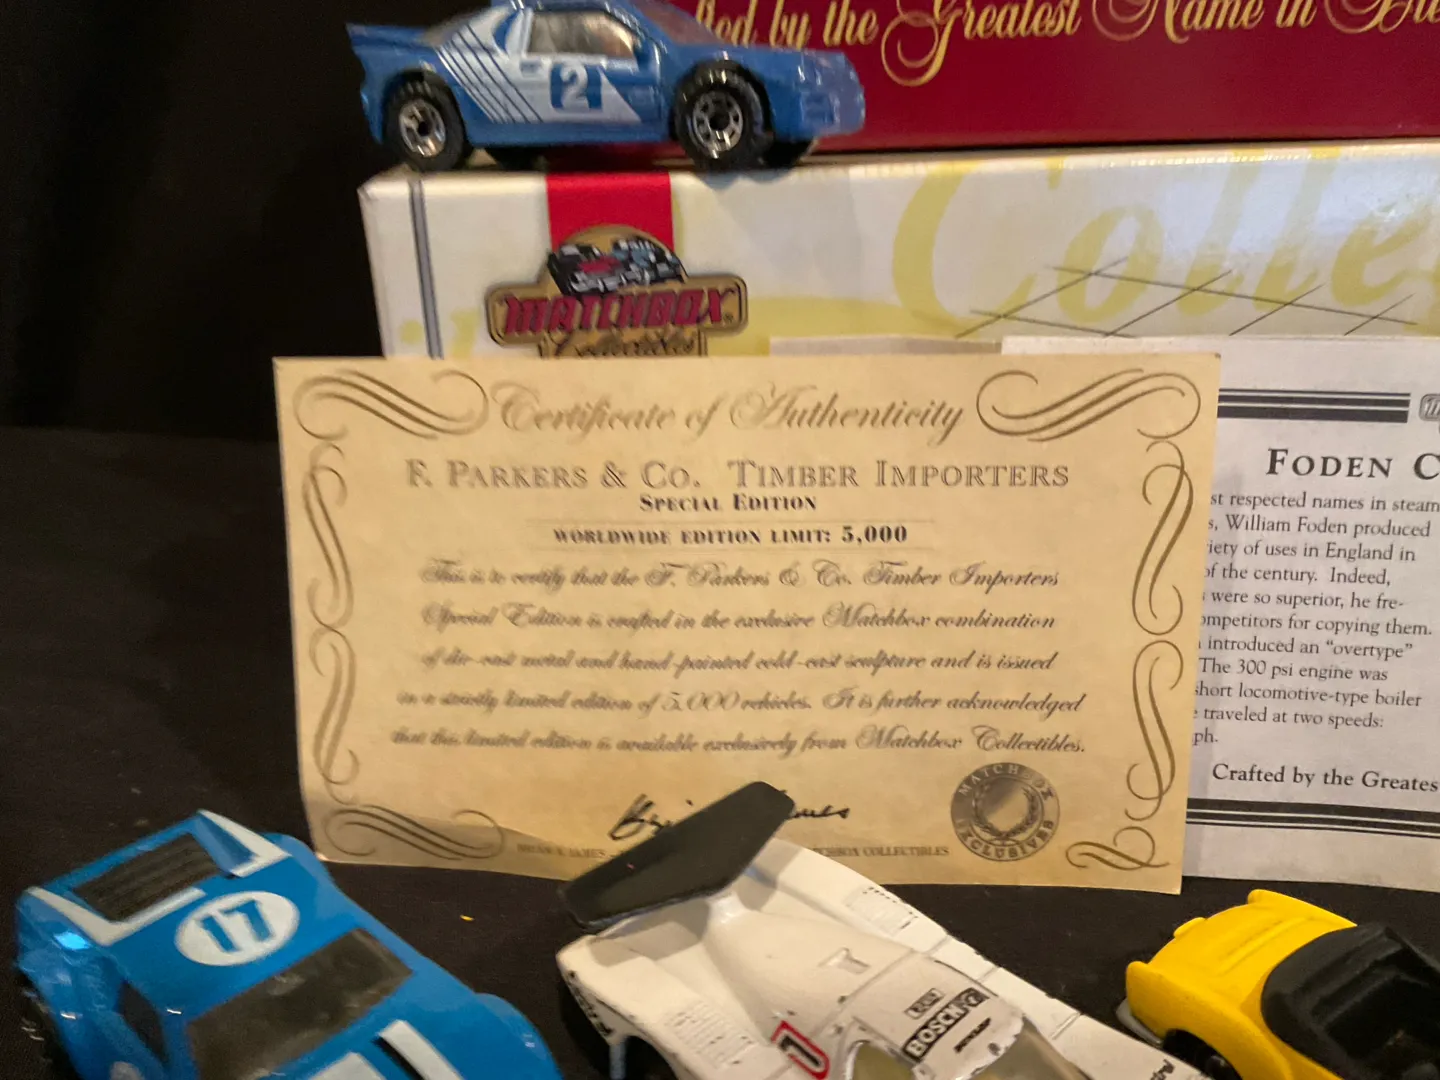 by the Greatest Name in
2
MATCHBOX
Collectibles
Certificate of Authenticity
F. PARKERS & CO. TIMBER IMPORTERS
SPECIAL EDITION
WORLDWIDE EDITION LIMIT: 5,000
This is to certify that the F. Parkers & Co. Timber Importers
Special Edition is crafted in the exclusive Matchbox combination
of die-cast metal and hand-painted cold-cast sculpture and is issued
in a strictly limited edition of 5,000 vehicles. It is further acknowledged
that this limited edition is available exclusively from Matchbox Collectibles.
COLLECTIBLES
MATCHBOX
EXCLUSIVES
FODEN C
st respected names in steam
s, William Foden produced
riety of uses in England in
of the century. Indeed,
were so superior, he fre-
ompetitors for copying them.
introduced an "overtype"
The 300 psi engine was
short locomotive-type boiler
traveled at two speeds:
ph.
Crafted by the Greates
17
1
BOSCH